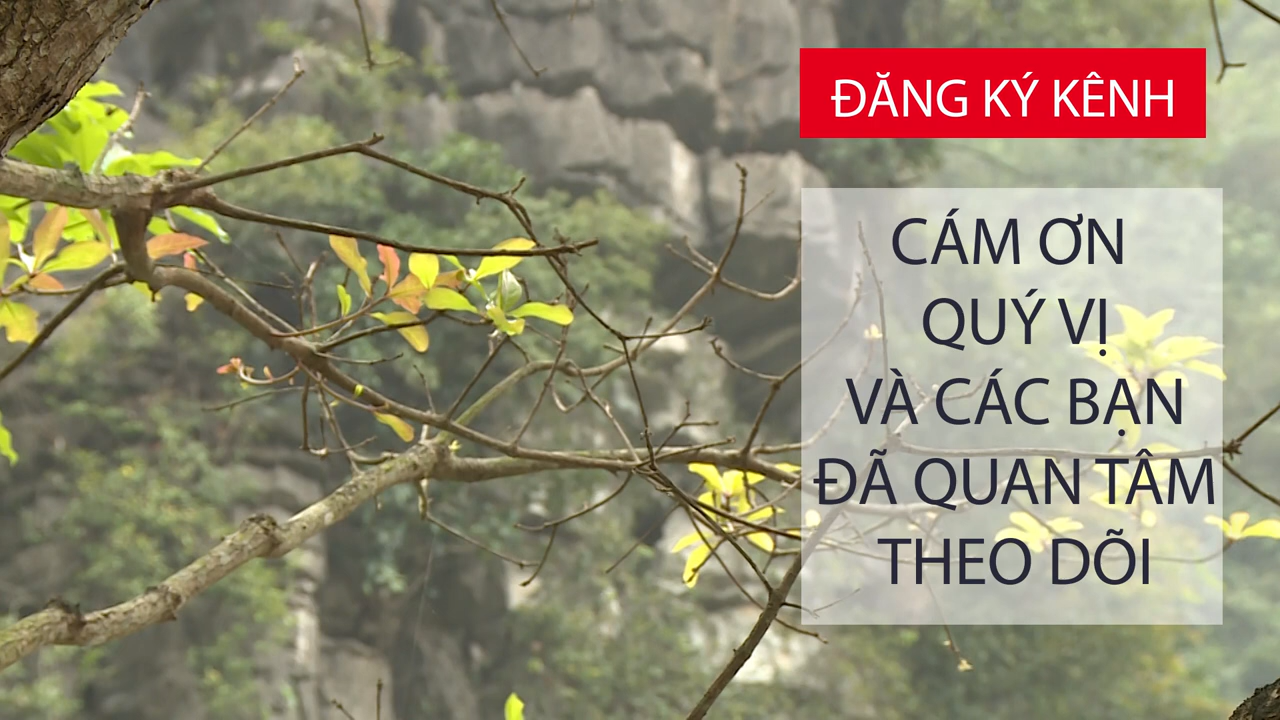 ĐĂNG KÝ KÊNH
CÁM ƠN
QUÝ VỊ
VÀ CÁC BẠN
ĐÃ QUAN TÂM
THEO DÕI